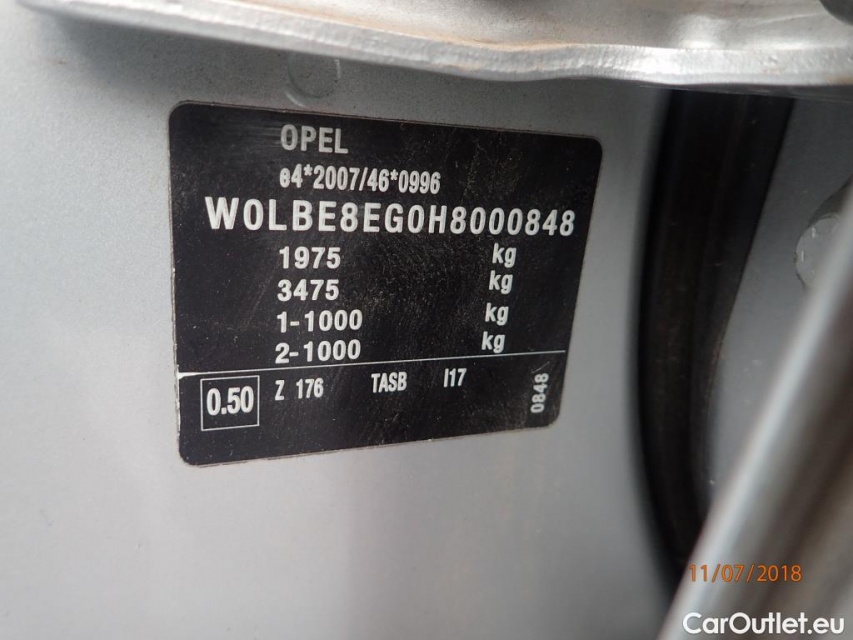 OPEL
e4*2007/46*0996
W0LBE8EG0H8000848
1975 kg
3475 kg
1-1000 kg
2-1000 kg
0.50 Z 176 TASB I17 0848
11/07/2018
CarOutlet.eu